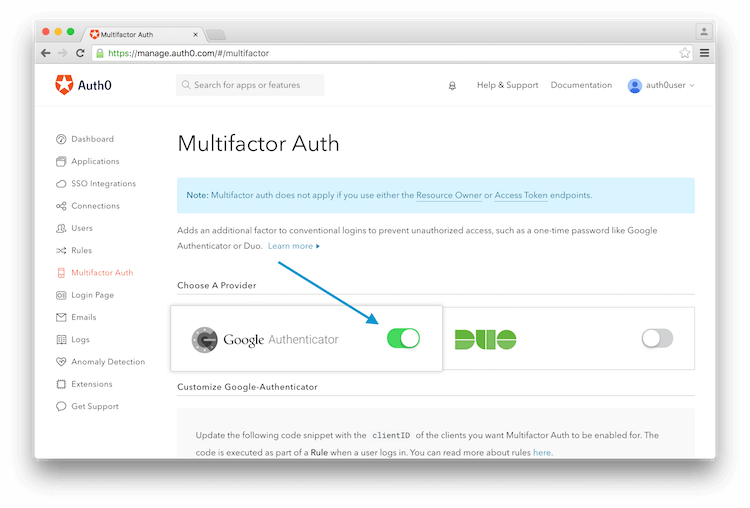 Multifactor Auth
https://manage.auth0.com/#/multifactor
Auth0
Search for apps or features
Help & Support
Documentation
auth0user
Dashboard
Applications
SSO Integrations
Connections
Users
Rules
Multifactor Auth
Login Page
Emails
Logs
Anomaly Detection
Extensions
Get Support
Multifactor Auth
Note: Multifactor auth does not apply if you use either the Resource Owner or Access Token endpoints.
Adds an additional factor to conventional logins to prevent unauthorized access, such as a one-time password like Google
Authenticator or Duo. Learn more
Choose A Provider
Google Authenticator
DUO
Customize Google-Authenticator
Update the following code snippet with the clientID of the clients you want Multifactor Auth to be enabled for. The
code is executed as part of a Rule when a user logs in. You can read more about rules here.